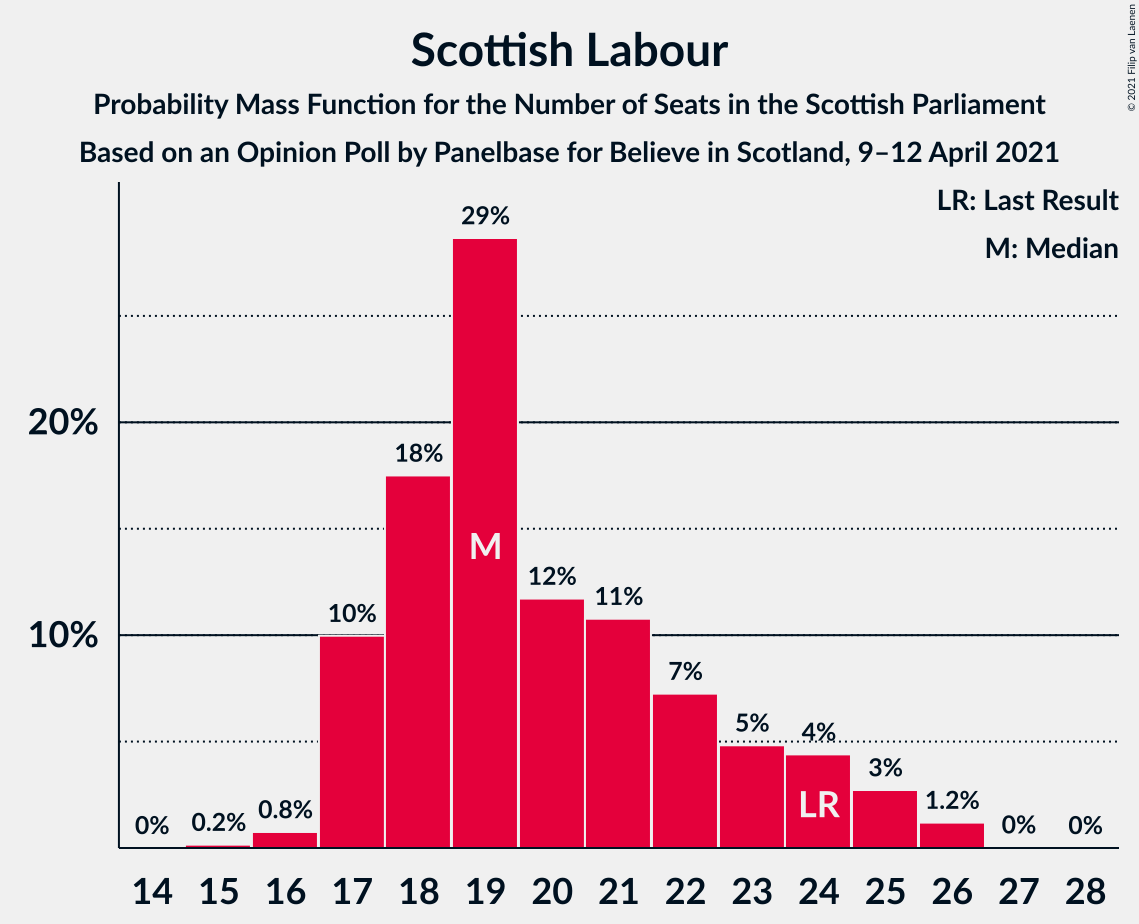 Scottish Labour
Probability Mass Function for the Number of Seats in the Scottish Parliament
Based on an Opinion Poll by Panelbase for Believe in Scotland, 9–12 April 2021
© 2021 Filip van Laenen
LR: Last Result
M: Median
29%
20%
18%
M
12%
11%
10%
10%
7%
5%
4%
3%
LR
1.2%
0.8%
0.2%
0%
0%
0%
14 15 16 17 18 19 20 21 22 23 24 25 26 27 28